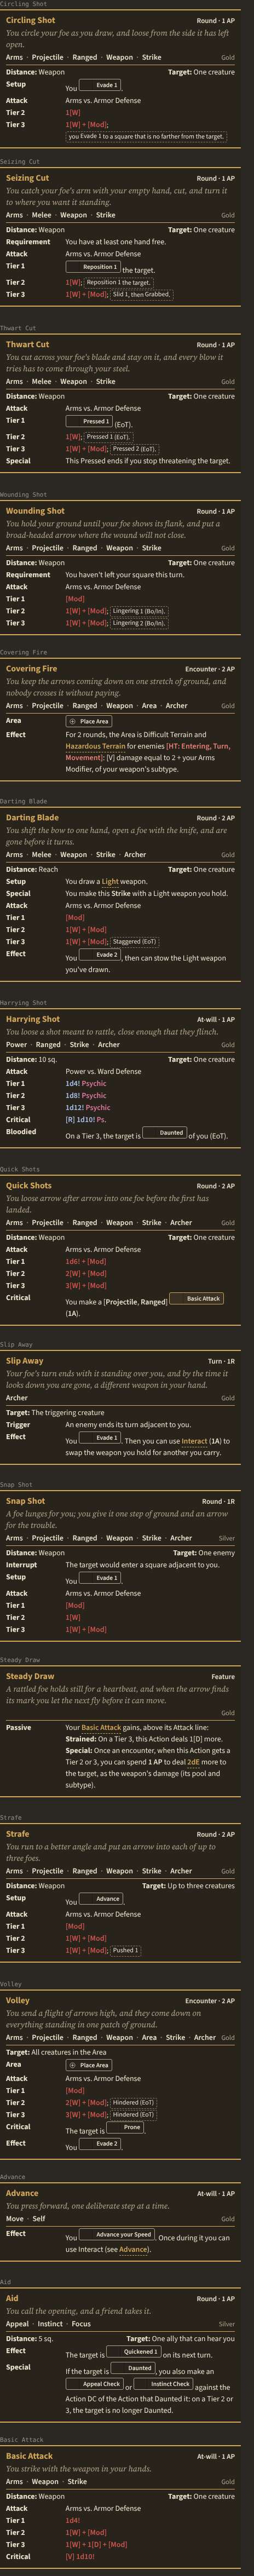 Circling Shot
Circling Shot Round · 1 AP
You circle your foe as you draw, and loose from the side it has left
open.
Arms · Projectile · Ranged · Weapon · Strike Gold
Distance: Weapon Target: One creature
Setup You Evade 1.
Attack Arms vs. Armor Defense
Tier 2 1[W]
Tier 3 1[W] + [Mod];
you Evade 1 to a square that is no farther from the target.
Seizing Cut
Seizing Cut Round · 1 AP
You catch your foe's arm with your empty hand, cut, and turn it
to where you want it standing.
Arms · Melee · Weapon · Strike Gold
Distance: Weapon Target: One creature
Requirement You have at least one hand free.
Attack Arms vs. Armor Defense
Tier 1 Reposition 1 the target.
Tier 2 1[W]; Reposition 1 the target.
Tier 3 1[W] + [Mod]; Slid 1, then Grabbed.
Thwart Cut
Thwart Cut Round · 1 AP
You cut across your foe's blade and stay on it, and every blow it
tries has to come through your steel.
Arms · Melee · Weapon · Strike Gold
Distance: Weapon Target: One creature
Attack Arms vs. Armor Defense
Tier 1 Pressed 1 (EoT).
Tier 2 1[W]; Pressed 1 (EoT).
Tier 3 1[W] + [Mod]; Pressed 2 (EoT).
Special This Pressed ends if you stop threatening the target.
Wounding Shot
Wounding Shot Round · 1 AP
You hold your ground until your foe shows its flank, and put a
broad-headed arrow where the wound will not close.
Arms · Projectile · Ranged · Weapon · Strike Gold
Distance: Weapon Target: One creature
Requirement You haven't left your square this turn.
Attack Arms vs. Armor Defense
Tier 1 [Mod]
Tier 2 1[W] + [Mod]; Lingering 1 (Bo/In).
Tier 3 1[W] + [Mod]; Lingering 2 (Bo/In).
Covering Fire
Covering Fire Encounter · 2 AP
You keep the arrows coming down on one stretch of ground, and
nobody crosses it without paying.
Arms · Projectile · Ranged · Weapon · Area · Archer Gold
Area Place Area
Effect For 2 rounds, the Area is Difficult Terrain and
Hazardous Terrain for enemies [HT: Entering, Turn,
Movement]: [V] damage equal to 2 + your Arms
Modifier, of your weapon's subtype.
Darting Blade
Darting Blade Round · 2 AP
You shift the bow to one hand, open a foe with the knife, and are
gone before it turns.
Arms · Melee · Weapon · Strike · Archer Gold
Distance: Reach Target: One creature
Setup You draw a Light weapon.
Special You make this Strike with a Light weapon you hold.
Attack Arms vs. Armor Defense
Tier 1 [Mod]
Tier 2 1[W] + [Mod]
Tier 3 1[W] + [Mod]; Staggered (EoT)
Effect You Evade 2, then can stow the Light weapon
you've drawn.
Harrying Shot
Harrying Shot At-will · 1 AP
You loose a shot meant to rattle, close enough that they flinch.
Power · Ranged · Strike · Archer Gold
Distance: 10 sq. Target: One creature
Attack Power vs. Ward Defense
Tier 1 1d4! Psychic
Tier 2 1d8! Psychic
Tier 3 1d12! Psychic
Critical [R] 1d10! Ps.
Bloodied On a Tier 3, the target is Daunted of you (EoT).
Quick Shots
Quick Shots Round · 2 AP
You loose arrow after arrow into one foe before the first has
landed.
Arms · Projectile · Ranged · Weapon · Strike · Archer Gold
Distance: Weapon Target: One creature
Attack Arms vs. Armor Defense
Tier 1 1d6! + [Mod]
Tier 2 2[W] + [Mod]
Tier 3 3[W] + [Mod]
Critical You make a [Projectile, Ranged] Basic Attack
(1A).
Slip Away
Slip Away Turn · 1R
Your foe's turn ends with it standing over you, and by the time it
looks down you are gone, a different weapon in your hand.
Archer Gold
Target: The triggering creature
Trigger An enemy ends its turn adjacent to you.
Effect You Evade 1. Then you can use Interact (1A) to
swap the weapon you hold for another you carry.
Snap Shot
Snap Shot Round · 1R
A foe lunges for you; you give it one step of ground and an arrow
for the trouble.
Arms · Projectile · Ranged · Weapon · Strike · Archer Silver
Distance: Weapon Target: One enemy
Interrupt The target would enter a square adjacent to you.
Setup You Evade 1.
Attack Arms vs. Armor Defense
Tier 1 [Mod]
Tier 2 1[W]
Tier 3 1[W] + [Mod]
Steady Draw
Steady Draw Feature
A rattled foe holds still for a heartbeat, and when the arrow finds
its mark you let the next fly before it can move.
Gold
Passive Your Basic Attack gains, above its Attack line:
Strained: On a Tier 3, this Action deals 1[D] more.
Special: Once an encounter, when this Action gets a
Tier 2 or 3, you can spend 1 AP to deal 2dE more to
the target, as the weapon's damage (its pool and
subtype).
Strafe
Strafe Round · 2 AP
You run to a better angle and put an arrow into each of up to
three foes.
Arms · Projectile · Ranged · Weapon · Strike · Archer Gold
Distance: Weapon Target: Up to three creatures
Setup You Advance.
Attack Arms vs. Armor Defense
Tier 1 [Mod]
Tier 2 1[W] + [Mod]
Tier 3 1[W] + [Mod]; Pushed 1
Volley
Volley Encounter · 2 AP
You send a flight of arrows high, and they come down on
everything standing in one patch of ground.
Arms · Projectile · Ranged · Weapon · Area · Strike · Archer Gold
Target: All creatures in the Area
Area Place Area
Attack Arms vs. Armor Defense
Tier 1 [Mod]
Tier 2 2[W] + [Mod]; Hindered (EoT)
Tier 3 3[W] + [Mod]; Hindered (EoT)
Critical The target is Prone.
Effect You Evade 2.
Advance
Advance At-will · 1 AP
You press forward, one deliberate step at a time.
Move · Self
Effect You Advance your Speed. Once during it you can
use Interact (see Advance).
Aid
Aid Round · 1 AP
You call the opening, and a friend takes it.
Appeal · Instinct · Focus Silver
Distance: 5 sq. Target: One ally that can hear you
Effect The target is Quickened 1 on its next turn.
Special If the target is Daunted, you also make an
Appeal Check or Instinct Check against the
Action DC of the Action that Daunted it: on a Tier 2 or
3, the target is no longer Daunted.
Basic Attack
Basic Attack At-will · 1 AP
You strike with the weapon in your hands.
Arms · Weapon · Strike Gold
Distance: Weapon Target: One creature
Attack Arms vs. Armor Defense
Tier 1 1d4!
Tier 2 1[W] + [Mod]
Tier 3 1[W] + 1[D] + [Mod]
Critical [V] 1d10!